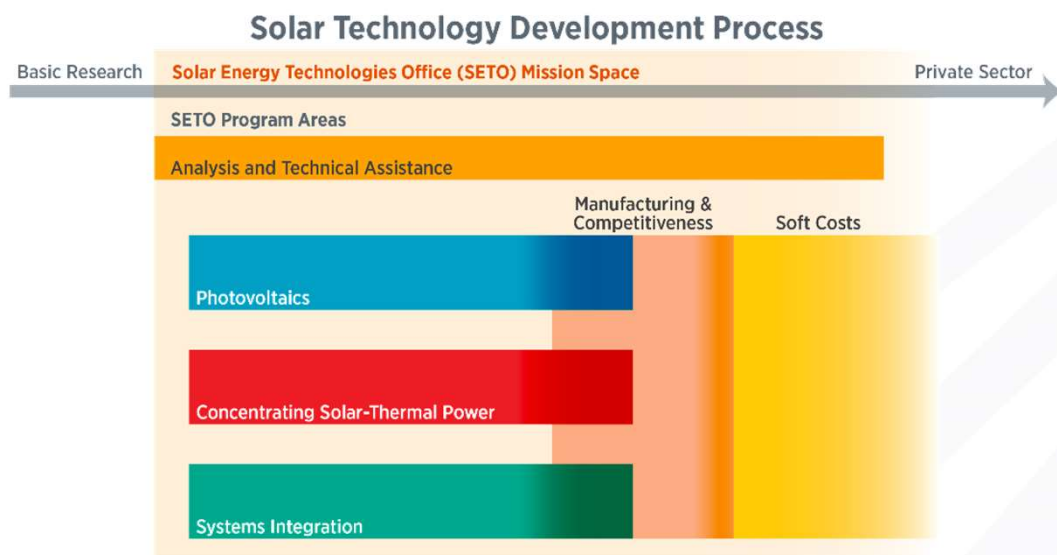 Solar Technology Development Process
Basic Research
Solar Energy Technologies Office (SETO) Mission Space
Private Sector
SETO Program Areas
Analysis and Technical Assistance
Manufacturing &
Competitiveness
Soft Costs
Photovoltaics
Concentrating Solar-Thermal Power
Systems Integration